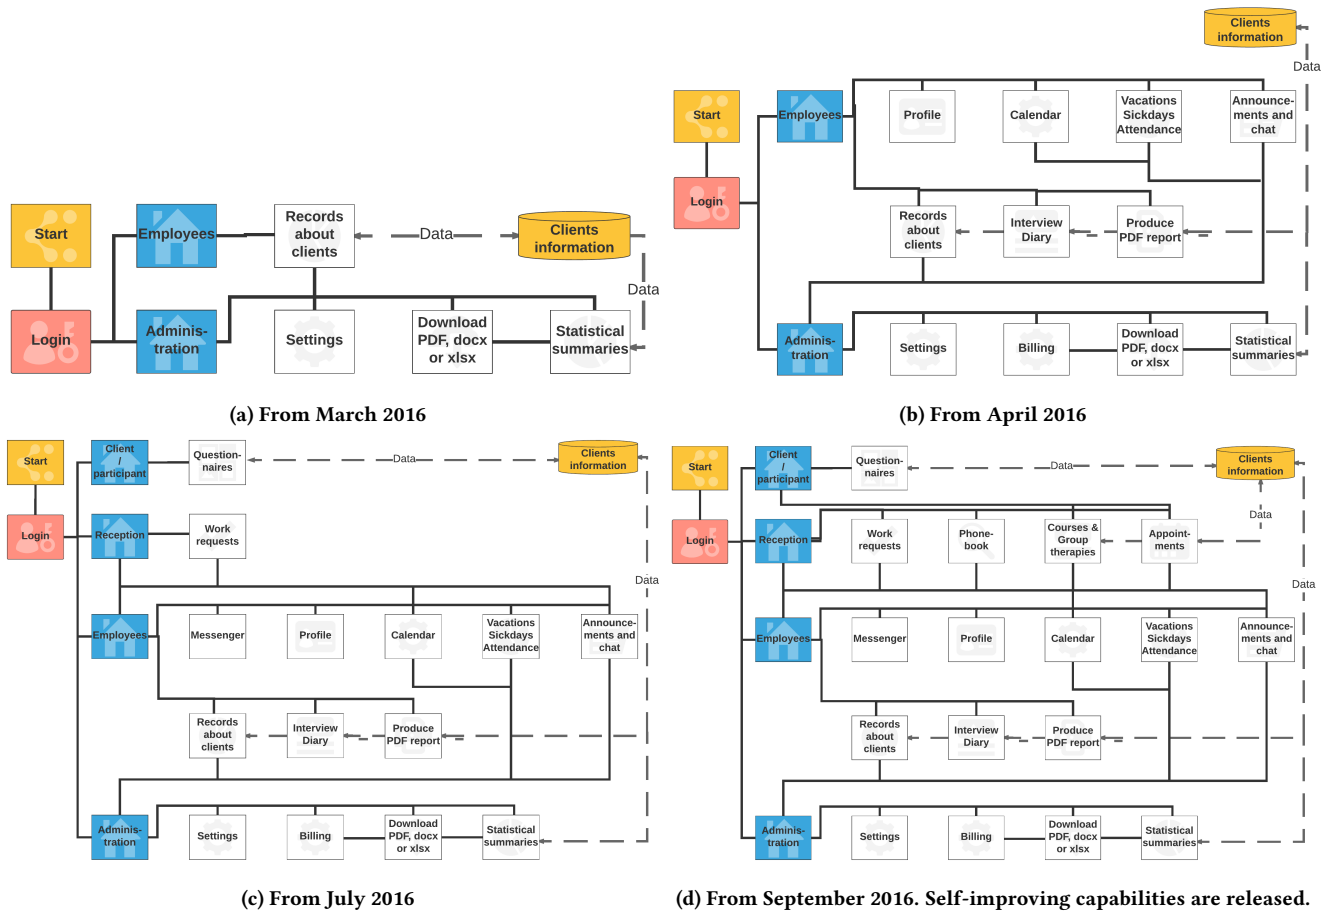 Start
Employees
Records
about
clients
Data
Clients
information
Data
Login
Adminis-
tration
Settings
Download
PDF, docx
or xlsx
Statistical
summaries
(a) From March 2016
Clients
information
Data
Start
Employees
Profile
Calendar
Vacations
Sickdays
Attendance
Announce-
ments and
chat
Login
Records
about
clients
Interview
Diary
Produce
PDF report
Adminis-
tration
Settings
Billing
Download
PDF, docx
or xlsx
Statistical
summaries
(b) From April 2016
Start
Client
/
participant
Question-
naires
Data
Clients
information
Login
Reception
Work
requests
Data
Employees
Messenger
Profile
Calendar
Vacations
Sickdays
Attendance
Announce-
ments and
chat
Records
about
clients
Interview
Diary
Produce
PDF report
Adminis-
tration
Settings
Billing
Download
PDF, docx
or xlsx
Statistical
summaries
(c) From July 2016
Start
Client
/
participant
Question-
naires
Data
Clients
information
Data
Login
Reception
Work
requests
Phone-
book
Courses &
Group
therapies
Appoint-
ments
Data
Employees
Messenger
Profile
Calendar
Vacations
Sickdays
Attendance
Announce-
ments and
chat
Records
about
clients
Interview
Diary
Produce
PDF report
Adminis-
tration
Settings
Billing
Download
PDF, docx
or xlsx
Statistical
summaries
(d) From September 2016. Self-improving capabilities are released.